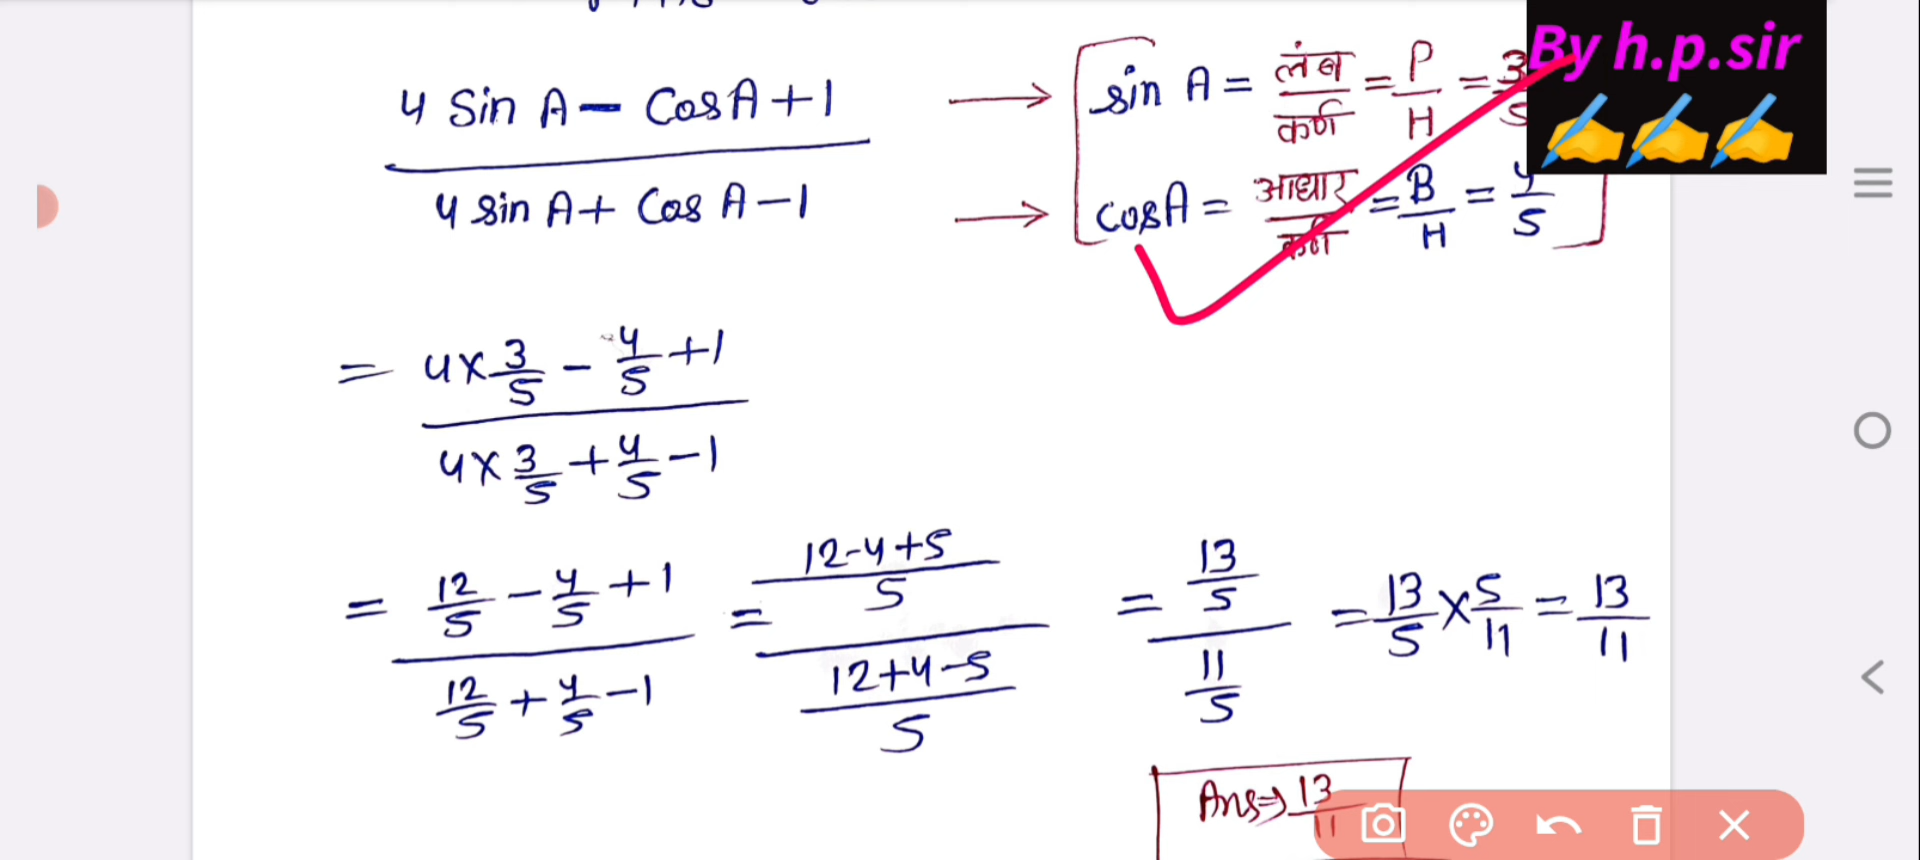 By h.p.sir
4 Sin A - Cos A + 1 → sin A = लंब/कर्ण = P/H = 3/5
4 sin A + Cos A - 1 → cos A = आधार/कर्ण = B/H = 4/5
= 4 × 3/5 - 4/5 + 1
4 × 3/5 + 4/5 - 1
= 12/5 - 4/5 + 1 = 12-4+5/5 = 13/5 = 13/5 × 5/11 = 13/11
12/5 + 4/5 - 1 12+4-5/5 11/5
Ans ⇒ 13/11